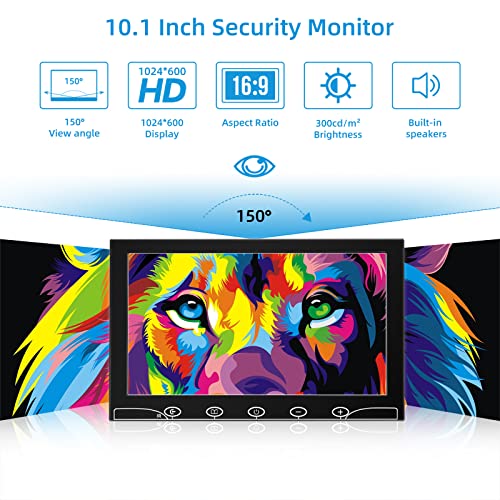 10.1 Inch Security Monitor
150°
1024*600
HD
16:9
150°
View angle
1024*600
Display
Aspect Ratio
300cd/m²
Brightness
Built-in
speakers
150°